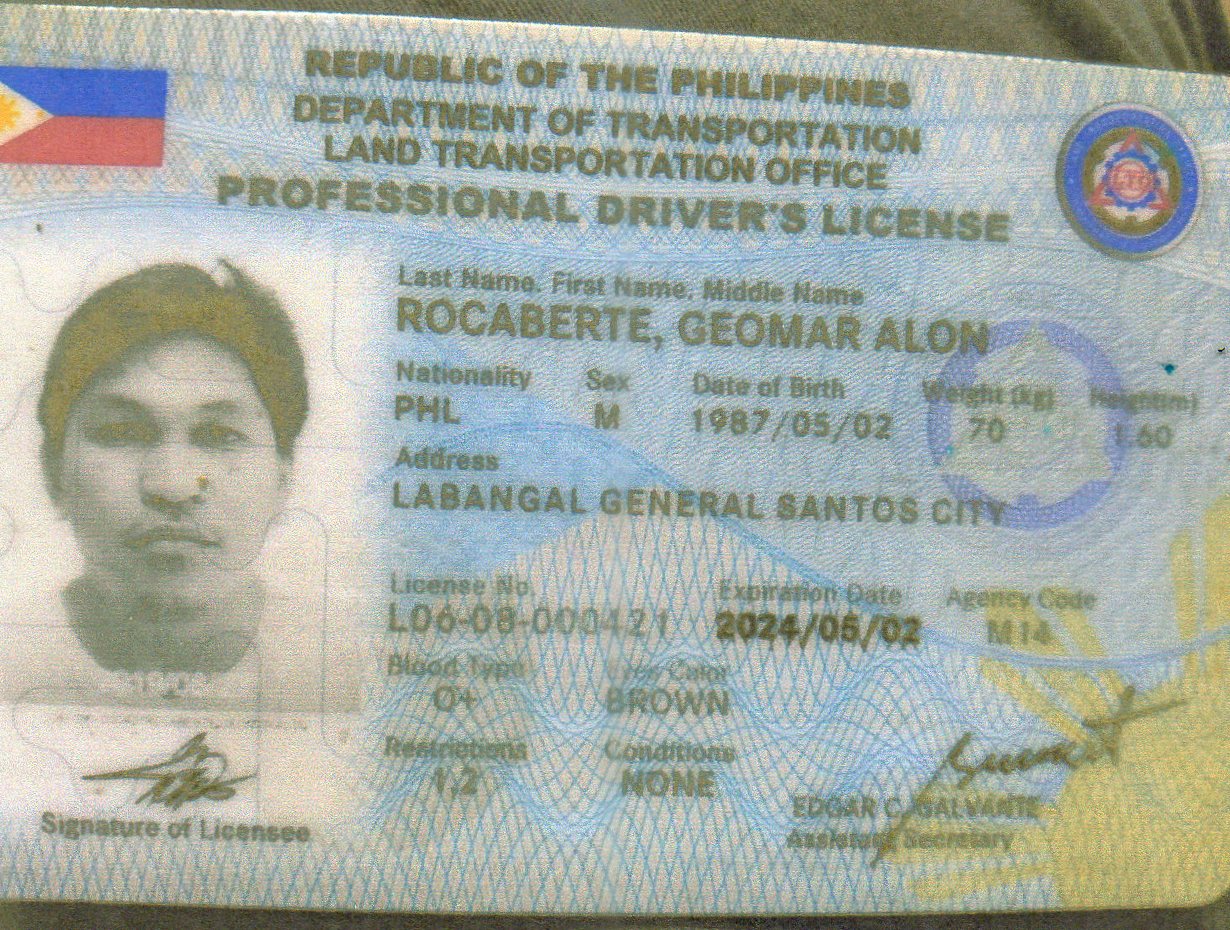 REPUBLIC OF THE PHILIPPINES
DEPARTMENT OF TRANSPORTATION
LAND TRANSPORTATION OFFICE
PROFESSIONAL DRIVER'S LICENSE
Last Name, First Name, Middle Name
ROCABERTE, GEOMAR ALON
Nationality Sex Date of Birth Weight (kg) Height(m)
PHL M 1987/05/02 70 1.60
Address
LABANGAL GENERAL SANTOS CITY
License No. Expiration Date Agency Code
L06-08-000121 2024/05/02 M14
Blood Type Eye Color
O+ BROWN
Restrictions Conditions
1,2 NONE
EDGAR C. GALVANTE
Signature of Licensee Assistant Secretary